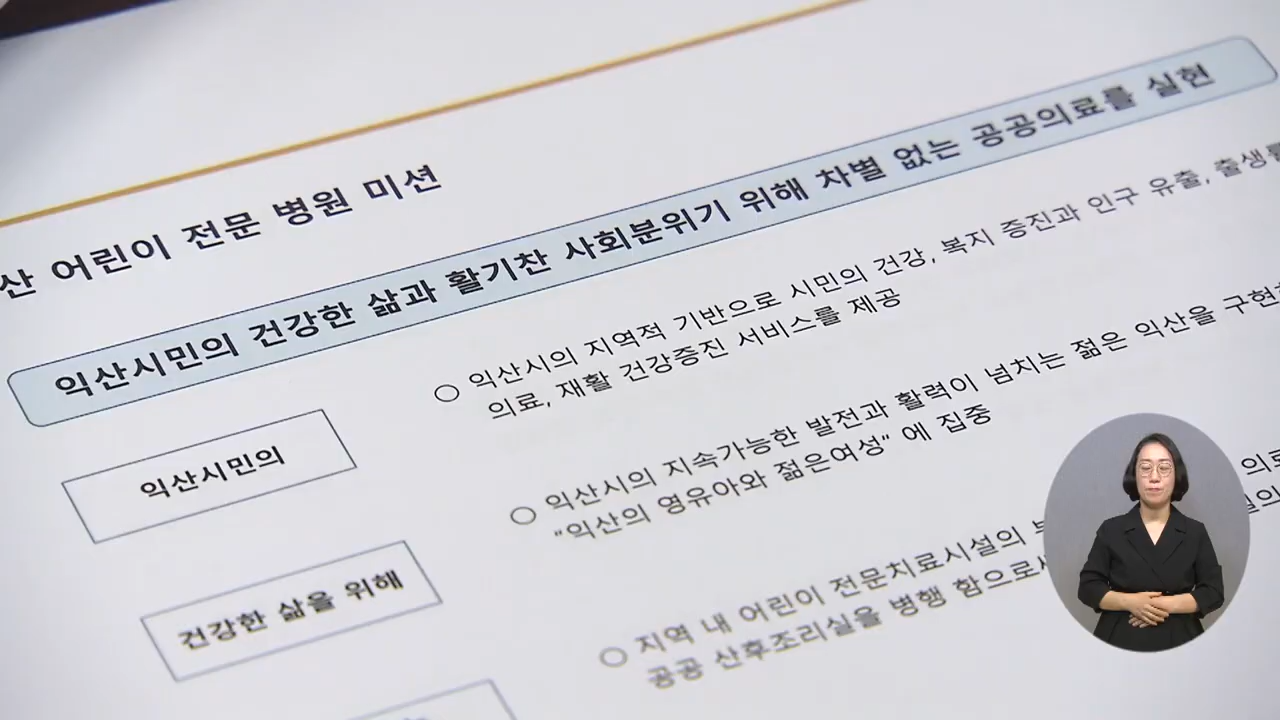 산 어린이 전문 병원 미션
익산시민의 건강한 삶과 활기찬 사회분위기 위해 차별 없는 공공의료를 실현
○ 익산시의 지역적 기반으로 시민의 건강, 복지 증진과 인구 유출, 출생률
의료, 재활 건강증진 서비스를 제공
익산시민의
○ 익산시의 지속가능한 발전과 활력이 넘치는 젊은 익산을 구현
"익산의 영유아와 젊은여성" 에 집중
건강한 삶을 위해
○ 지역 내 어린이 전문치료시설의 의료
공공 산후조리실을 병행 함으로써